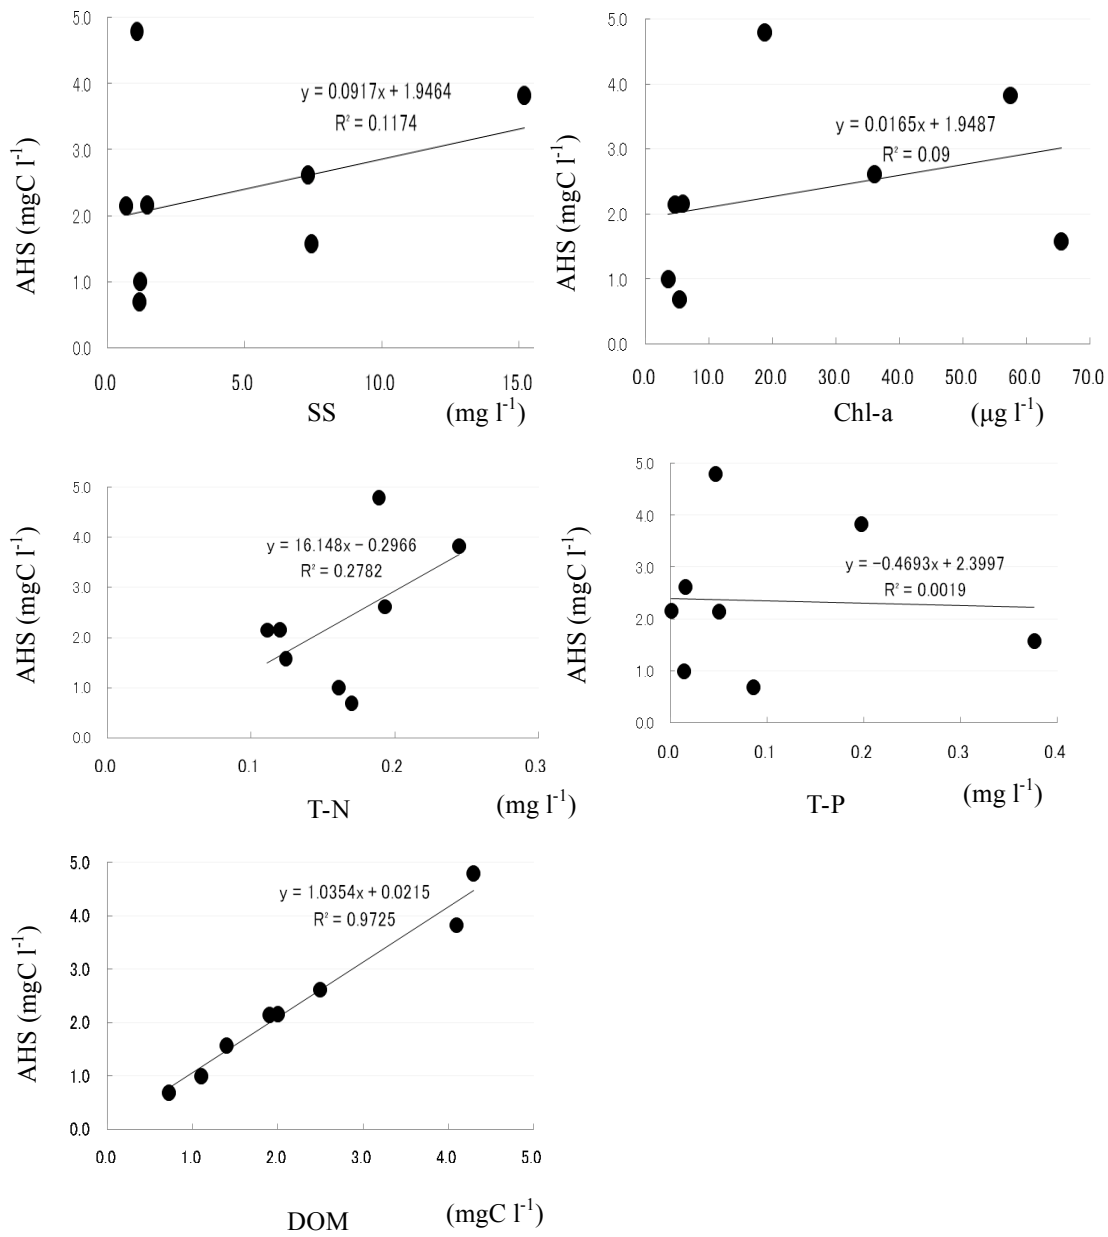 5.0
4.0
3.0
2.0
1.0
0.0
AHS (mgC l⁻¹)
y = 0.0917x + 1.9464
R² = 0.1174
0.0 5.0 10.0 15.0
SS (mg l⁻¹)
5.0
4.0
3.0
2.0
1.0
0.0
AHS (mgC l⁻¹)
y = 0.0165x + 1.9487
R² = 0.09
0.0 10.0 20.0 30.0 40.0 50.0 60.0 70.0
Chl-a (μg l⁻¹)
5.0
4.0
3.0
2.0
1.0
0.0
AHS (mgC l⁻¹)
y = 16.148x − 0.2966
R² = 0.2782
0.0 0.1 0.2 0.3
T-N (mg l⁻¹)
5.0
4.0
3.0
2.0
1.0
0.0
AHS (mgC l⁻¹)
y = −0.4693x + 2.3997
R² = 0.0019
0.0 0.1 0.2 0.3 0.4
T-P (mg l⁻¹)
5.0
4.0
3.0
2.0
1.0
0.0
AHS (mgC l⁻¹)
y = 1.0354x + 0.0215
R² = 0.9725
0.0 1.0 2.0 3.0 4.0 5.0
DOM (mgC l⁻¹)